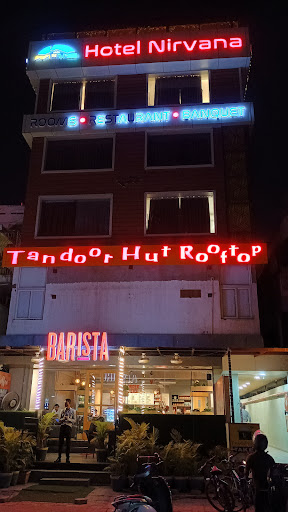 Hotel Nirvana
ROOMS • RESTAURANT • BANQUET
Tandoor Hut Rooftop
BARISTA